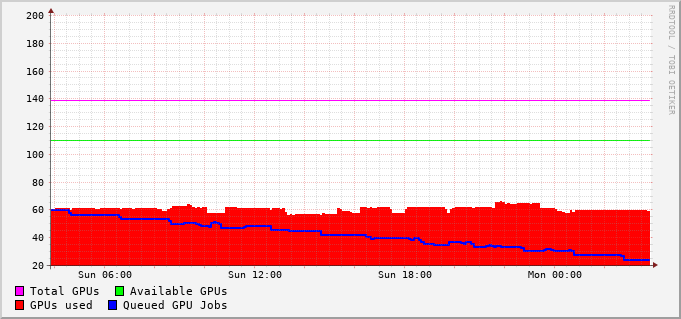 200
180
160
140
120
100
80
60
40
20
Sun 06:00 Sun 12:00 Sun 18:00 Mon 00:00
Total GPUs Available GPUs
GPUs used Queued GPU Jobs
RRDTOOL / TOBI OETIKER